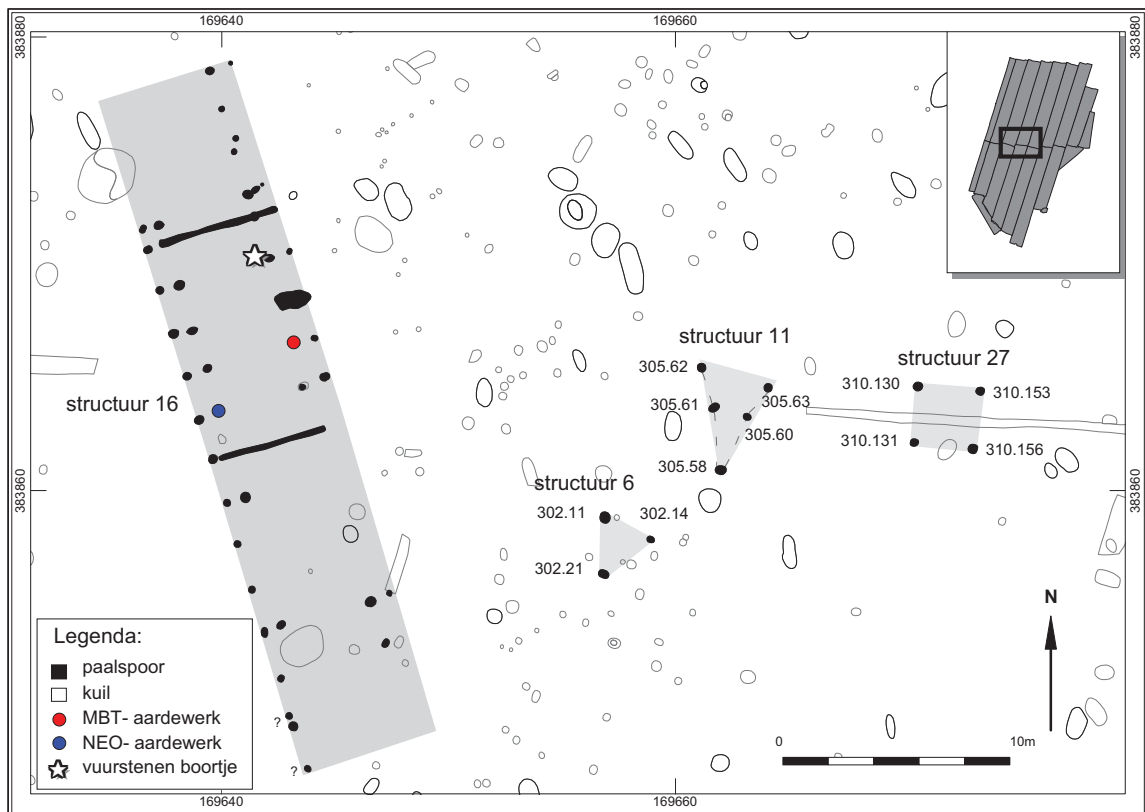 169640
169660
383880
383880
structuur 11
305.62
305.61
305.63
305.60
305.58
structuur 27
310.130
310.153
310.131
310.156
structuur 16
structuur 6
302.11
302.14
302.21
383860
383860
Legenda:
paalspoor
kuil
MBT- aardewerk
NEO- aardewerk
vuurstenen boortje
?
?
N
0
10m
169640
169660